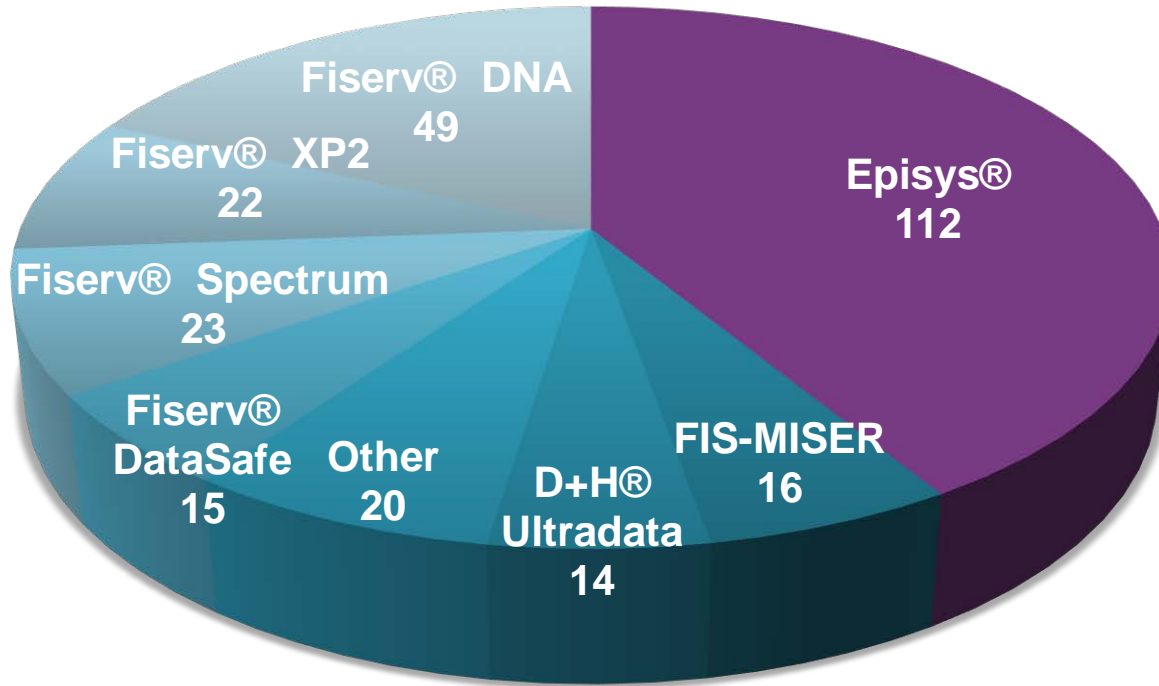 Fiserv® DNA
49
Fiserv® XP2
22
Episys®
112
Fiserv® Spectrum
23
Fiserv®
DataSafe
15
Other
20
D+H®
Ultradata
14
FIS-MISER
16